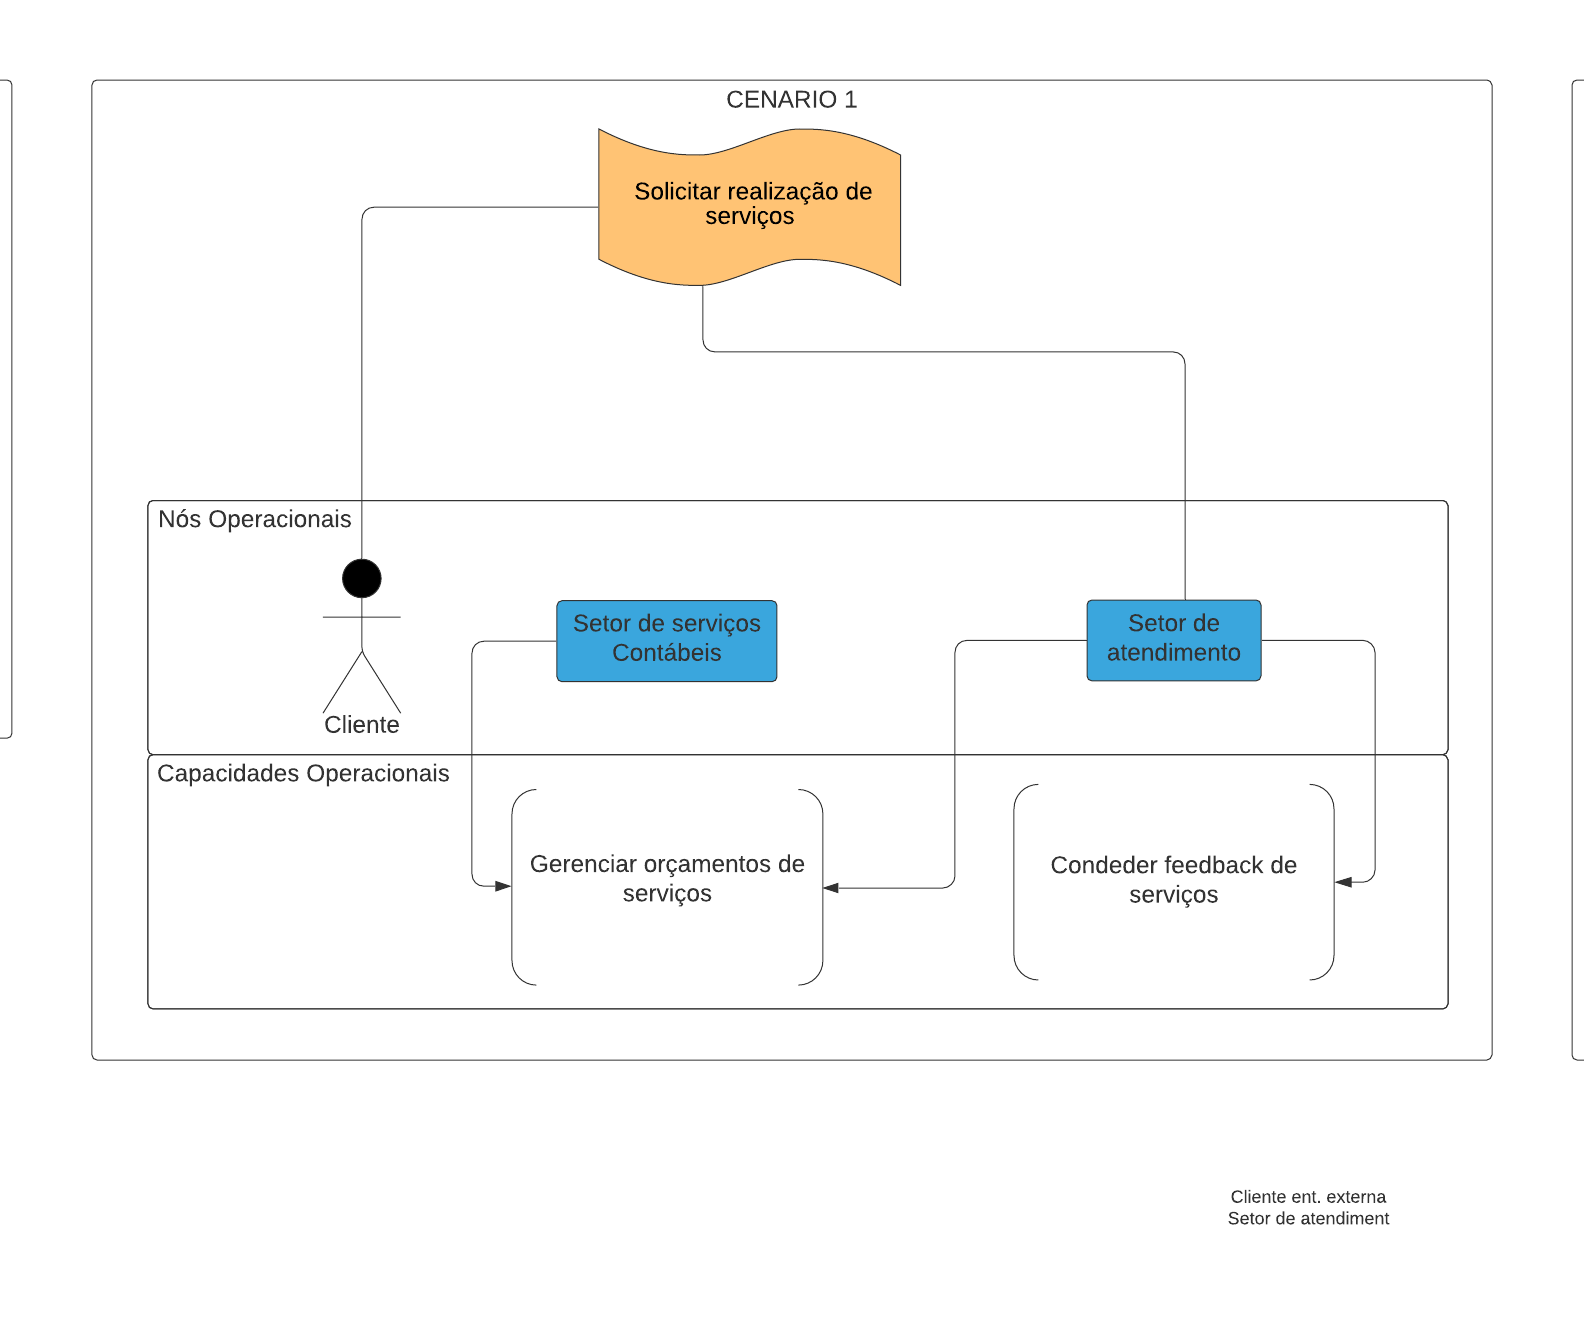 CENARIO 1
Solicitar realização de
serviços
Nós Operacionais
Setor de serviços
Contábeis
Setor de
atendimento
Cliente
Capacidades Operacionais
Gerenciar orçamentos de
serviços
Condeder feedback de
serviços
Cliente ent. externa
Setor de atendiment